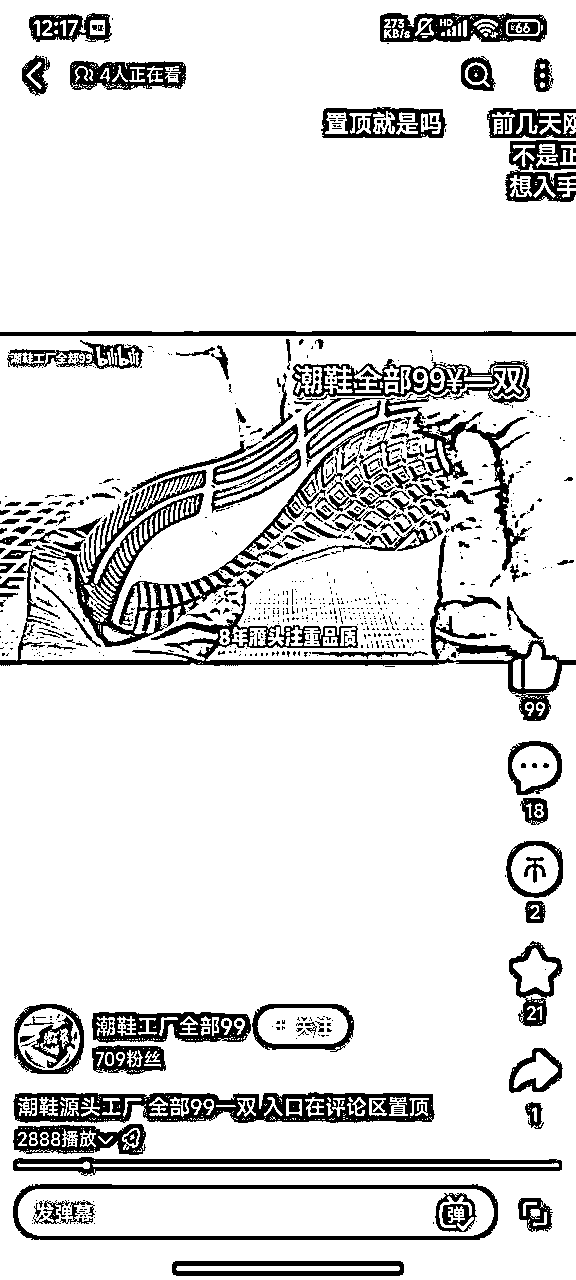 12:17
273 KB/s HD 66
4人正在看
置顶就是吗
前几天刚
不是正
想入手
潮鞋工厂全部99 bilibili
潮鞋全部99¥一双
8年源头注重品质
99
18
2
21
1
潮鞋工厂全部99
+ 关注
709粉丝
潮鞋源头工厂 全部99一双 入口在评论区置顶
2888播放
发弹幕
弹